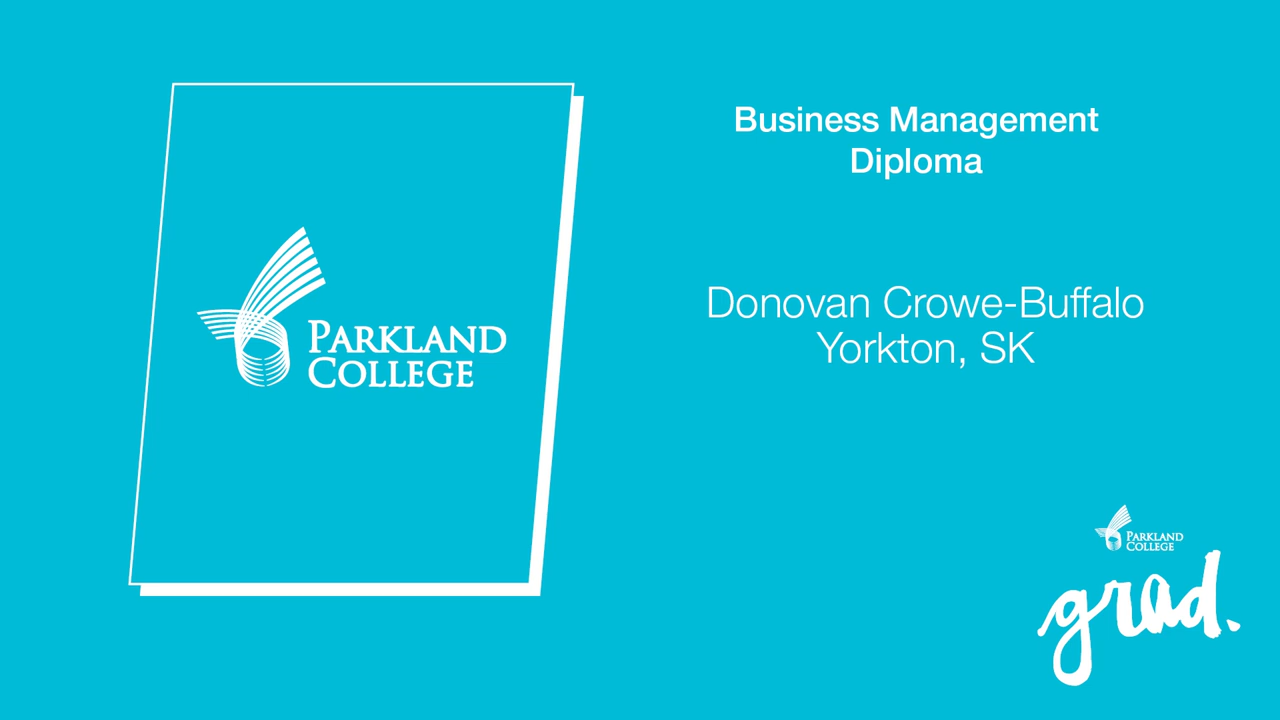 PARKLAND
COLLEGE
Business Management
Diploma
Donovan Crowe-Buffalo
Yorkton, SK
PARKLAND
COLLEGE
grad.